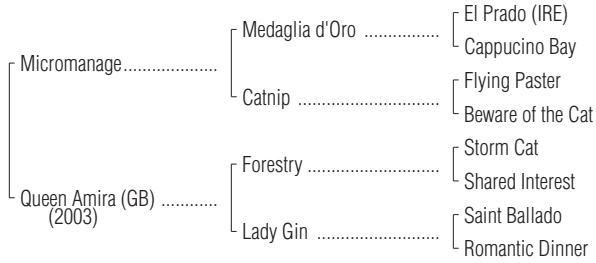 El Prado (IRE)
Medaglia d'Oro ................
Cappucino Bay
Micromanage....................
Flying Paster
Catnip ..............................
Beware of the Cat
Storm Cat
Forestry ............................
Shared Interest
Queen Amira (GB) ............
(2003)
Saint Ballado
Lady Gin ..........................
Romantic Dinner